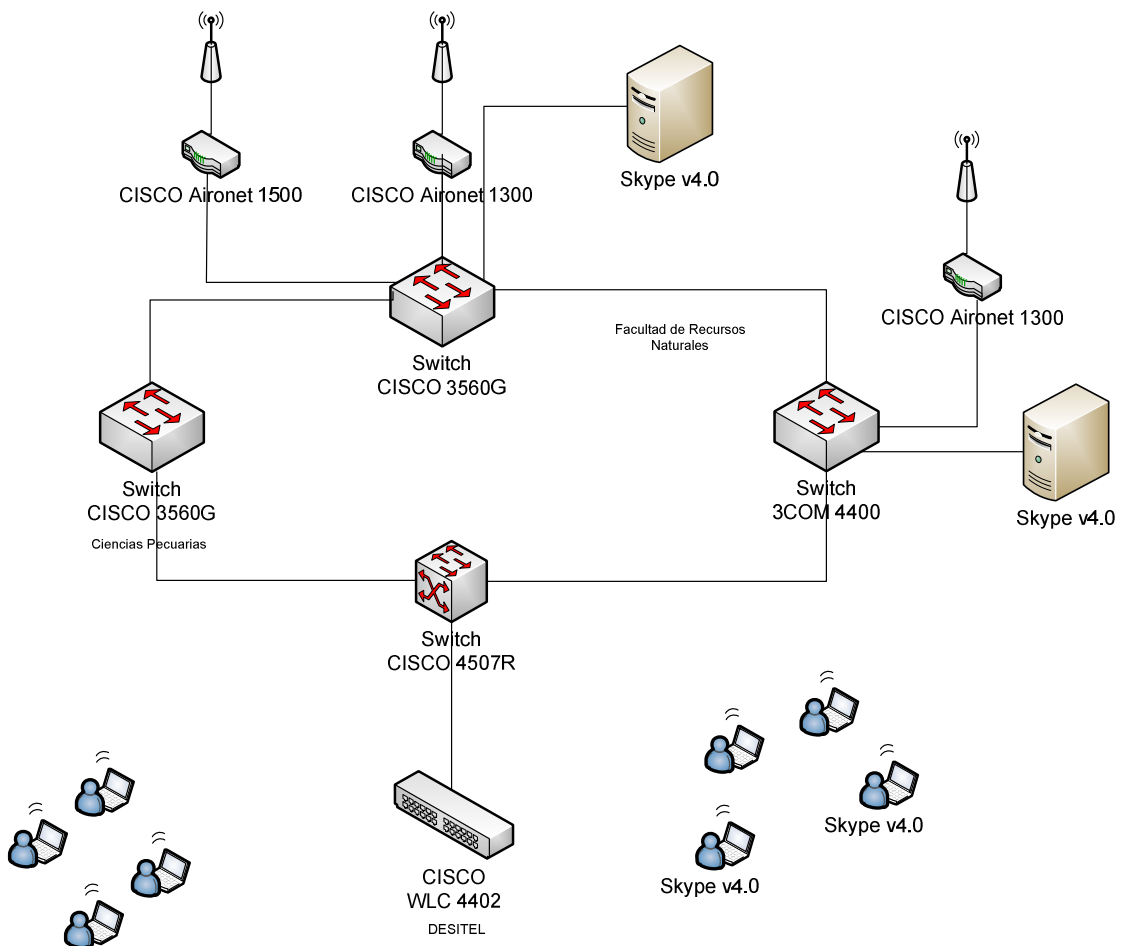 Skype v4.0
CISCO Aironet 1500
CISCO Aironet 1300
CISCO Aironet 1300
Facultad de Recursos
Naturales
Switch
CISCO 3560G
Switch
CISCO 3560G
Ciencias Pecuarias
Switch
3COM 4400
Skype v4.0
Switch
CISCO 4507R
Skype v4.0
Skype v4.0
CISCO
WLC 4402
DESITEL